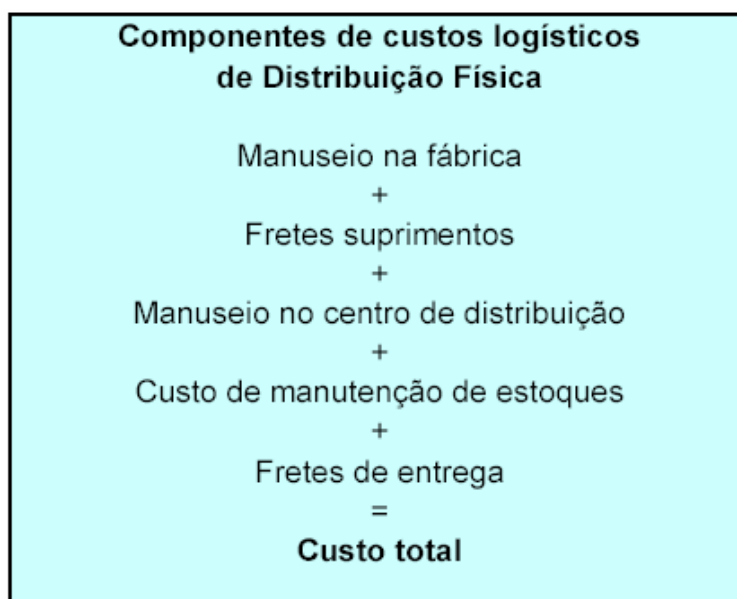 Componentes de custos logísticos
de Distribuição Física
Manuseio na fábrica
+
Fretes suprimentos
+
Manuseio no centro de distribuição
+
Custo de manutenção de estoques
+
Fretes de entrega
=
Custo total